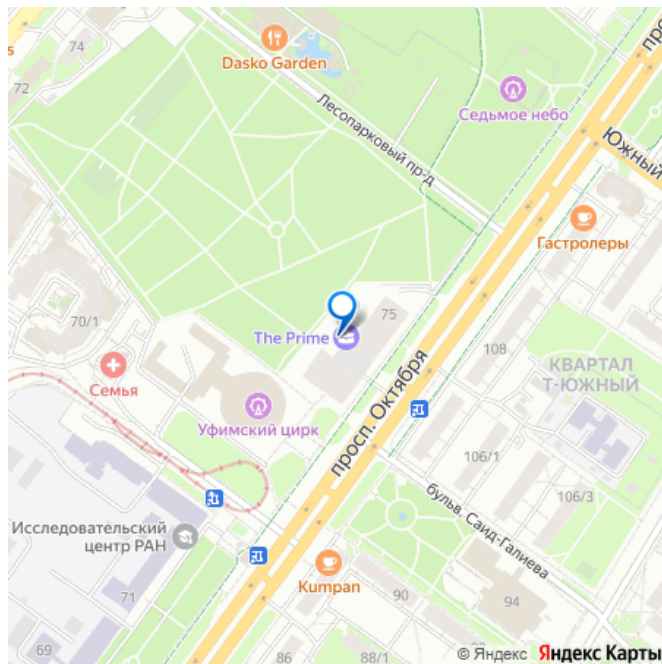 s
74
72
Dasko Garden
Седьмое небо
Лесопарковый пр-д
Южный
Гастролеры
75
The Prime
70/1
Семья
просп. Октября
108
КВАРТАЛ
Т-ЮЖНЫЙ
Уфимский цирк
106/1
106/3
бульв. Саид-Галиева
Исследовательский
центр РАН
Kumpan
71
90
94
69
86
88/1
© Яндекс Яндекс Карты